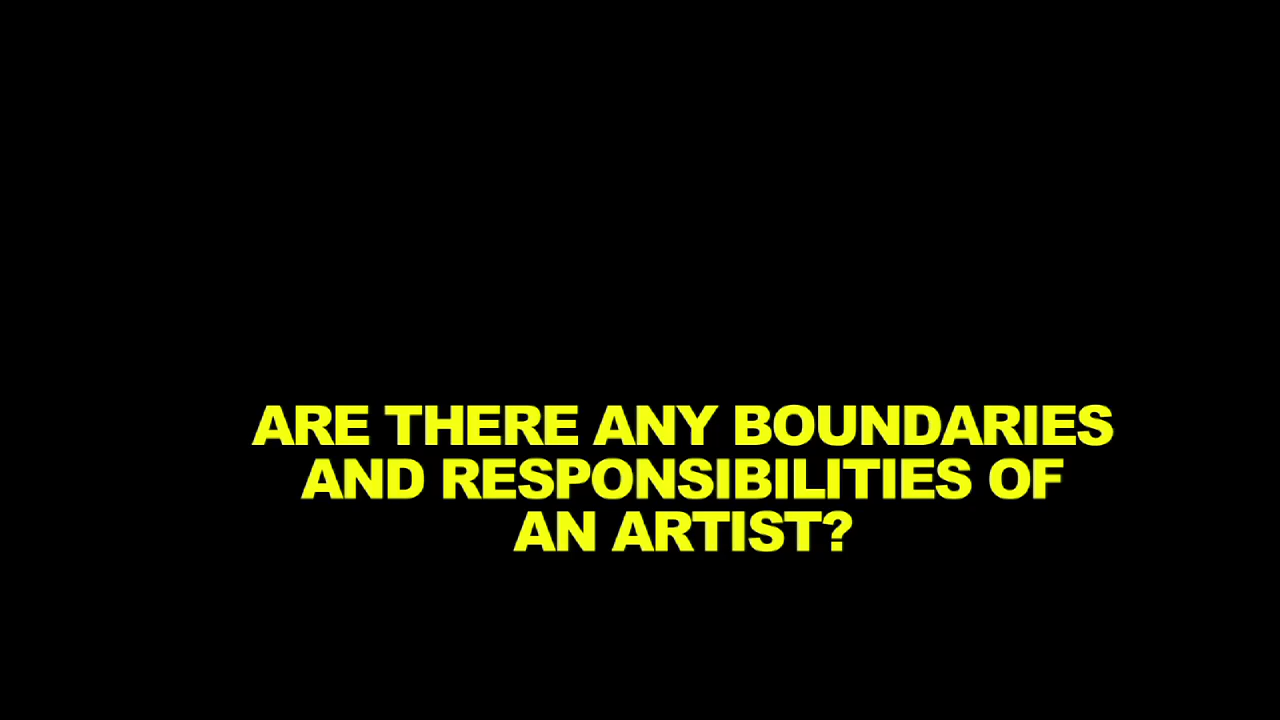 ARE THERE ANY BOUNDARIES
AND RESPONSIBILITIES OF
AN ARTIST?